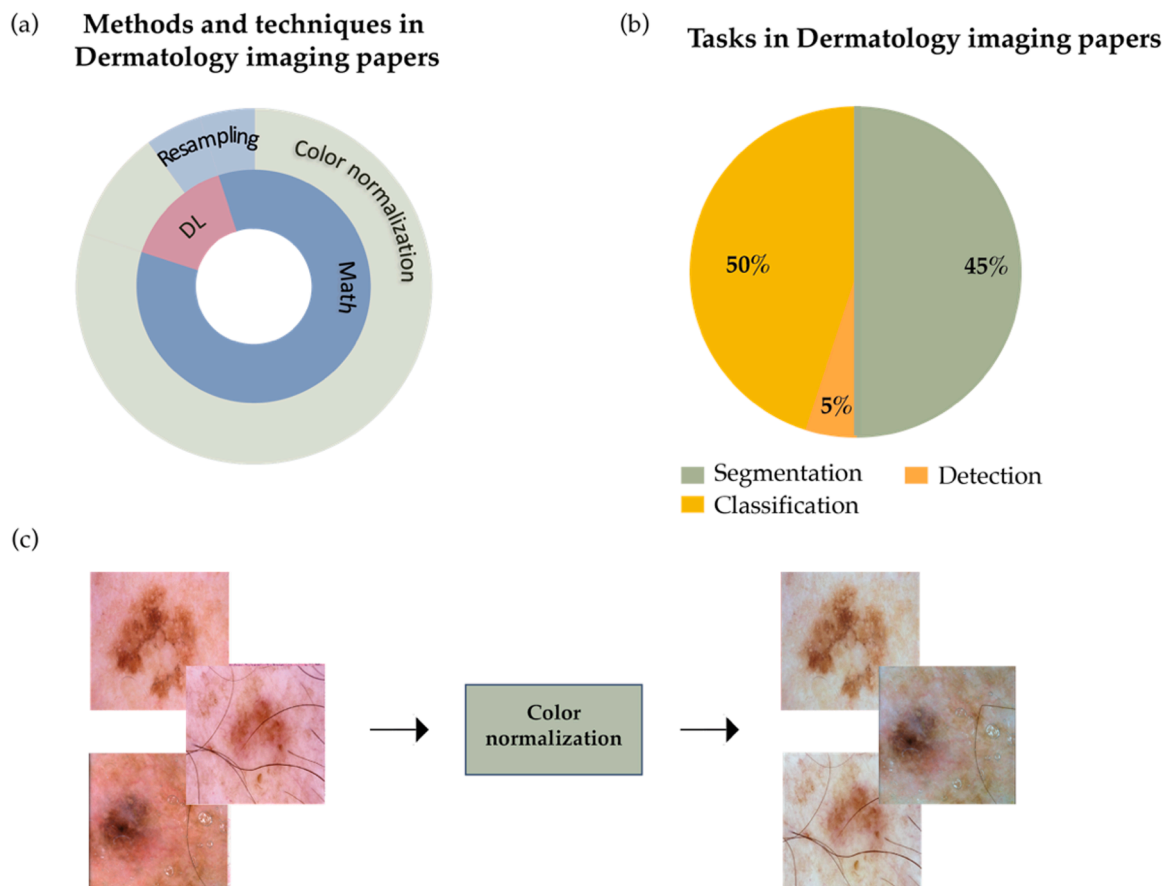 (a)
Methods and techniques in
Dermatology imaging papers
Resampling
Color normalization
DL
Math
(b)
Tasks in Dermatology imaging papers
50%
45%
5%
Segmentation
Detection
Classification
(c)
Color
normalization